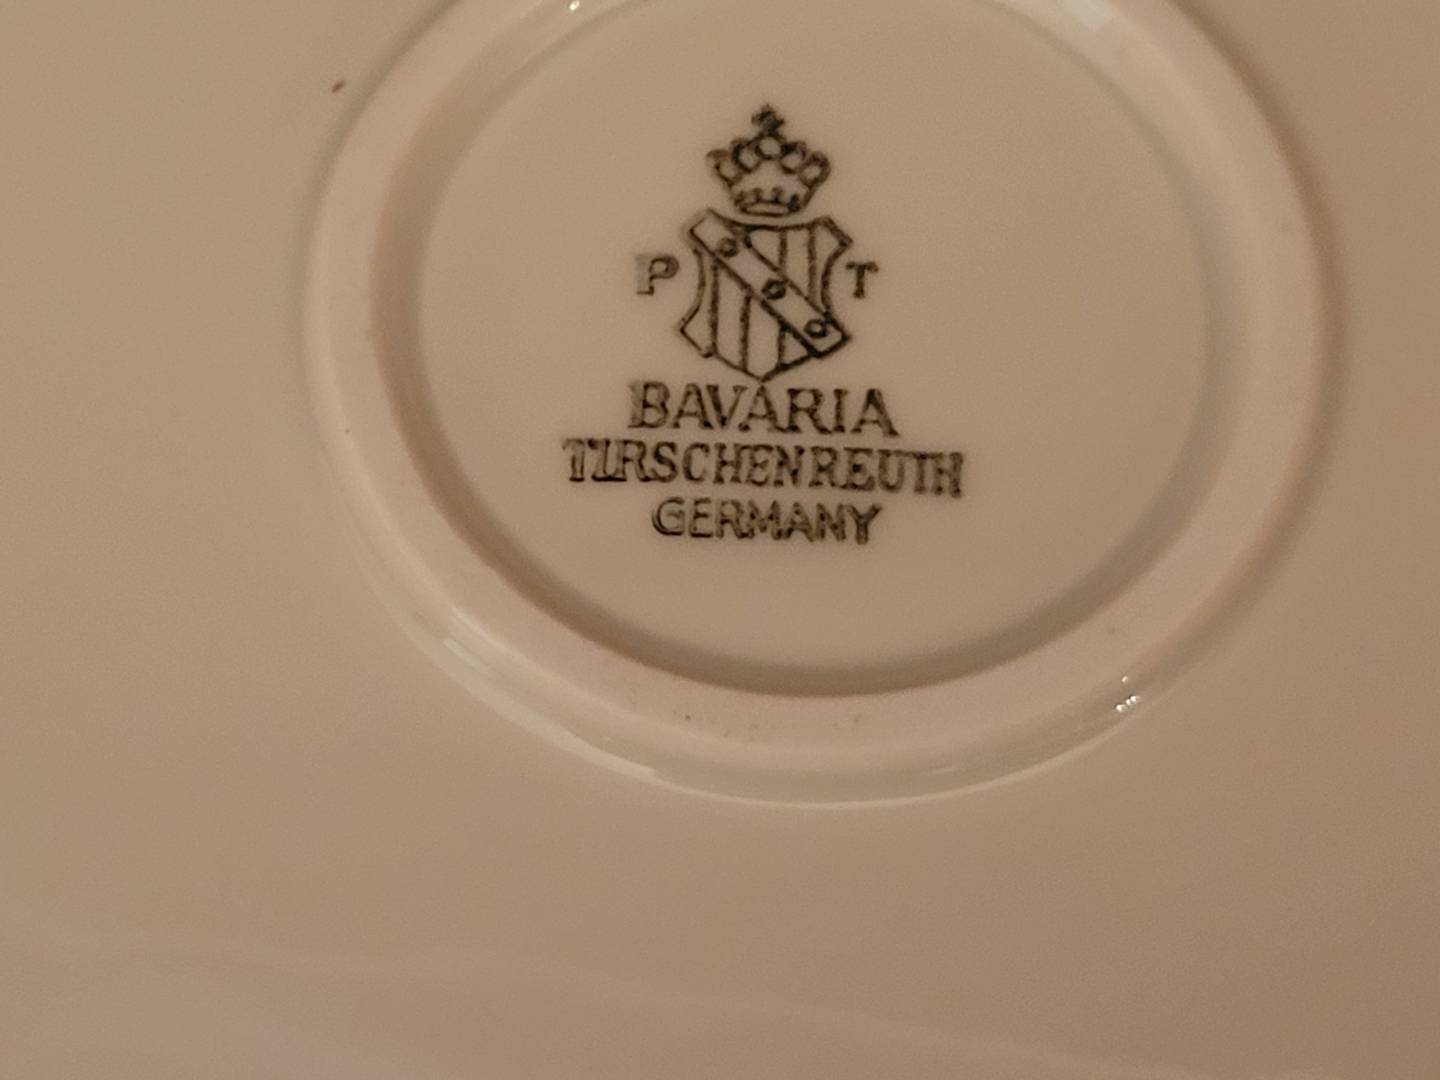 P T
BAVARIA
TIRSCHENREUTH
GERMANY